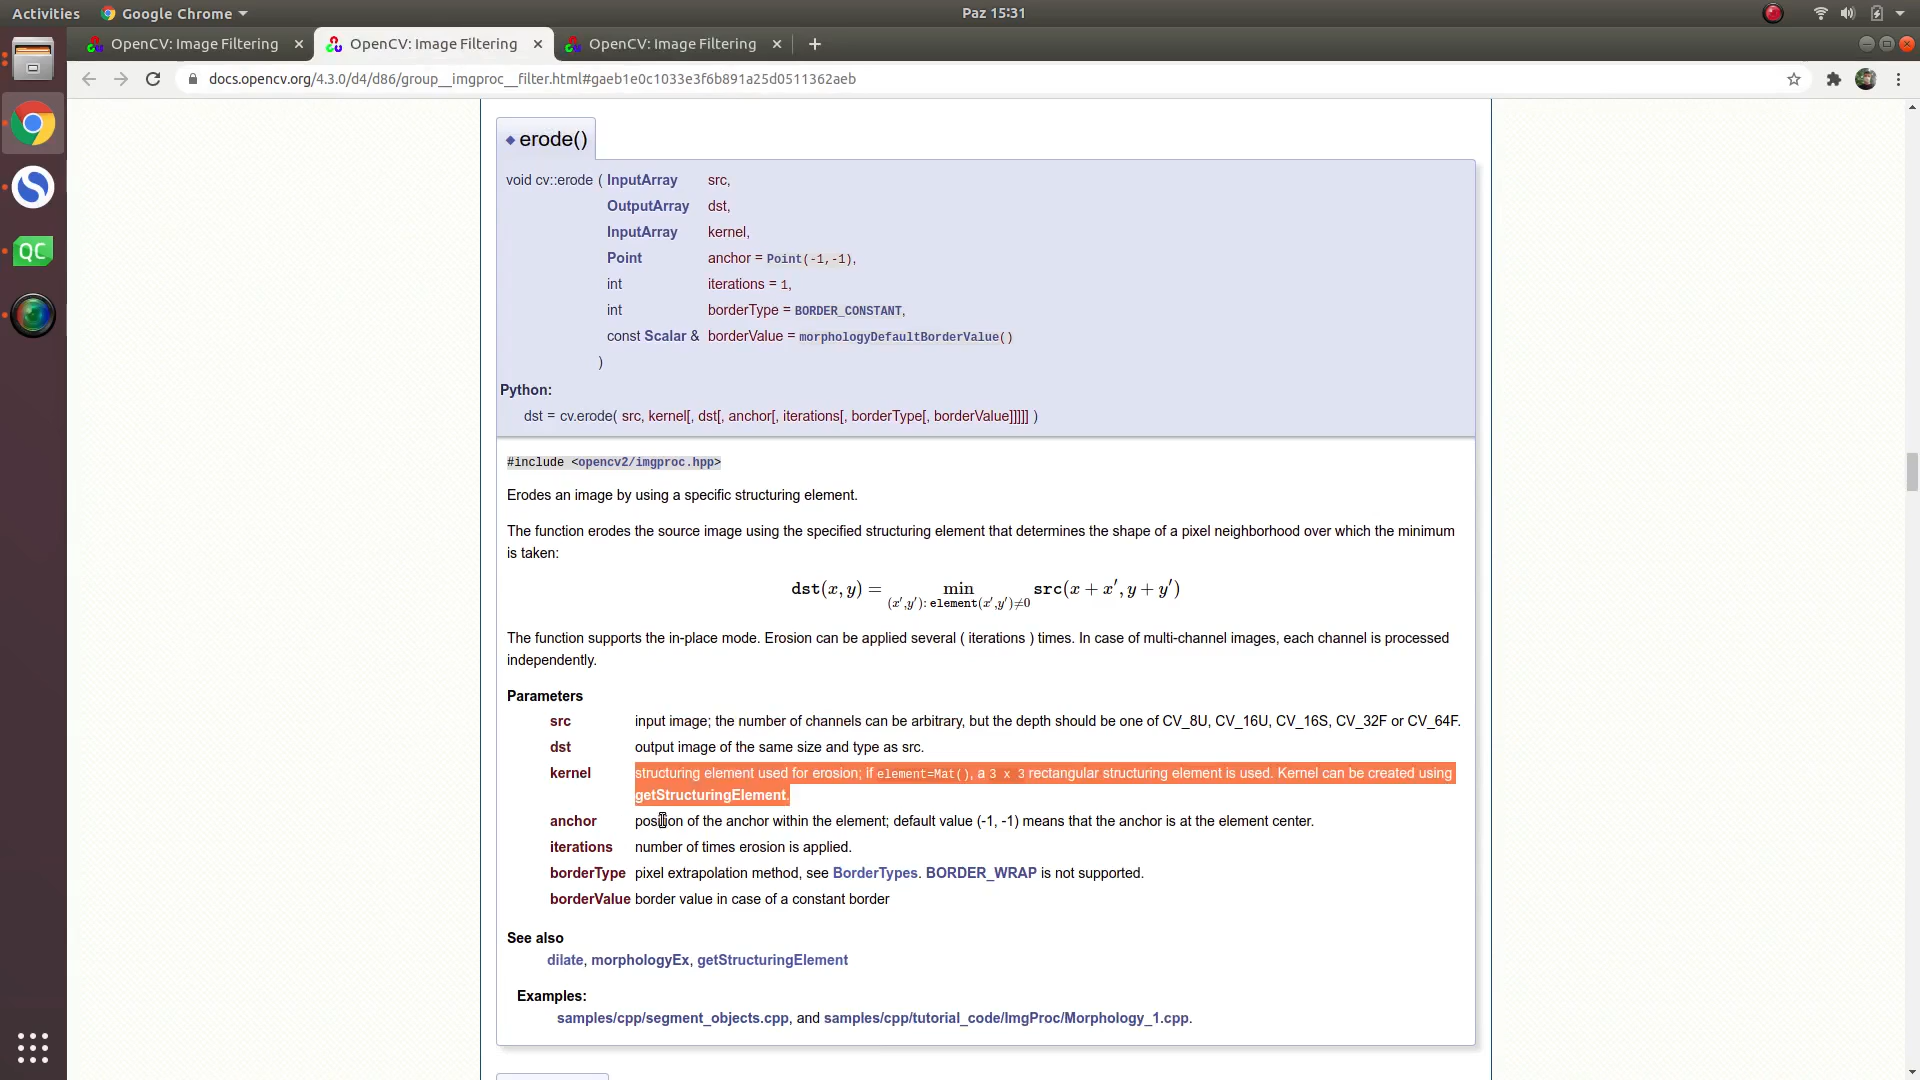 Activities Google Chrome Paz 15:31
OpenCV: Image Filtering OpenCV: Image Filtering OpenCV: Image Filtering
docs.opencv.org/4.3.0/d4/d86/group__imgproc__filter.html#gaeb1e0c1033e3f6b891a25d0511362aeb
QC
◆ erode()
void cv::erode ( InputArray src,
OutputArray dst,
InputArray kernel,
Point anchor = Point(-1,-1),
int iterations = 1,
int borderType = BORDER_CONSTANT,
const Scalar & borderValue = morphologyDefaultBorderValue()
)
Python:
dst = cv.erode( src, kernel[, dst[, anchor[, iterations[, borderType[, borderValue]]]]] )
#include <opencv2/imgproc.hpp>
Erodes an image by using a specific structuring element.
The function erodes the source image using the specified structuring element that determines the shape of a pixel neighborhood over which the minimum
is taken:
dst(x, y) = min src(x + x′, y + y′)
(x′,y′): element(x′,y′)≠0
The function supports the in-place mode. Erosion can be applied several ( iterations ) times. In case of multi-channel images, each channel is processed
independently.
Parameters
src input image; the number of channels can be arbitrary, but the depth should be one of CV_8U, CV_16U, CV_16S, CV_32F or CV_64F.
dst output image of the same size and type as src.
kernel structuring element used for erosion; if element=Mat(), a 3 x 3 rectangular structuring element is used. Kernel can be created using
getStructuringElement.
anchor position of the anchor within the element; default value (-1, -1) means that the anchor is at the element center.
iterations number of times erosion is applied.
borderType pixel extrapolation method, see BorderTypes. BORDER_WRAP is not supported.
borderValue border value in case of a constant border
See also
dilate, morphologyEx, getStructuringElement
Examples:
samples/cpp/segment_objects.cpp, and samples/cpp/tutorial_code/ImgProc/Morphology_1.cpp.